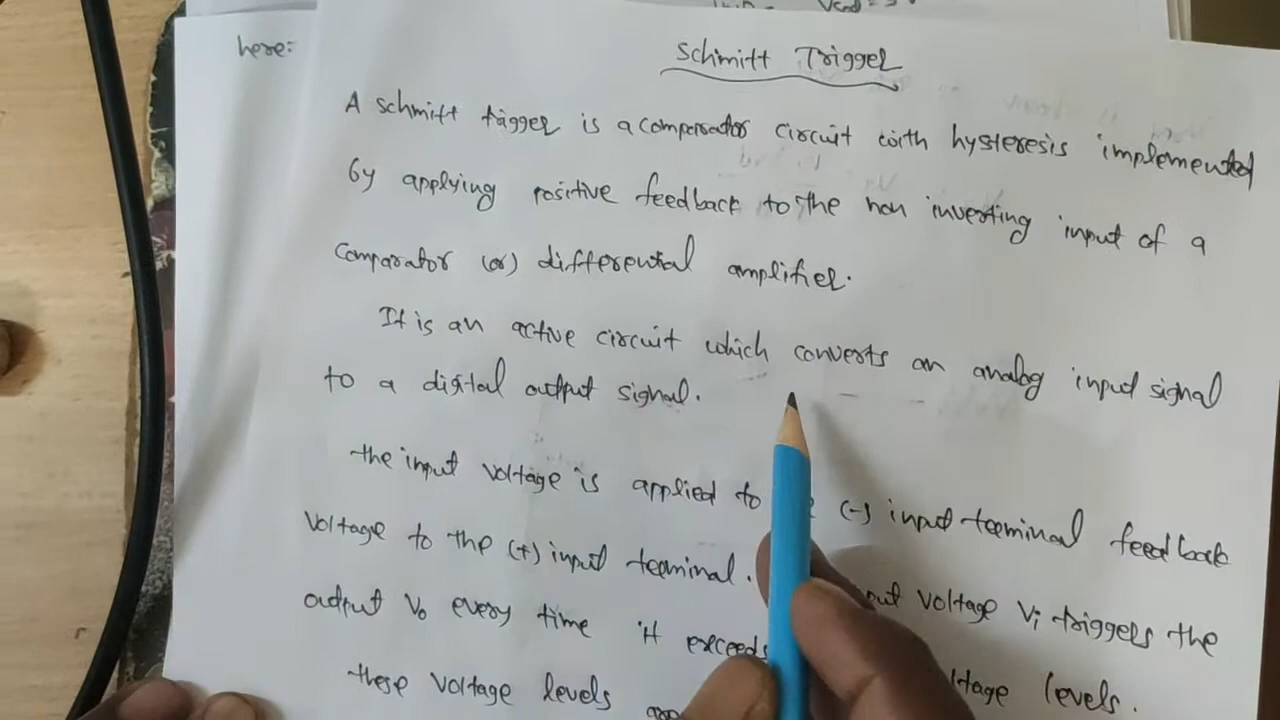 here:
Schmitt Trigger
A schmitt trigger is a comparator circuit with hysteresis implemented
by applying positive feedback to the non inverting input of a
comparator (or) differential amplifier.
It is an active circuit which converts an analog input signal
to a digital output signal.
the input voltage is applied to (-) input terminal feedback
voltage to the (+) input terminal. voltage Vi triggers the
output Vo every time it exceeds levels.
these voltage levels